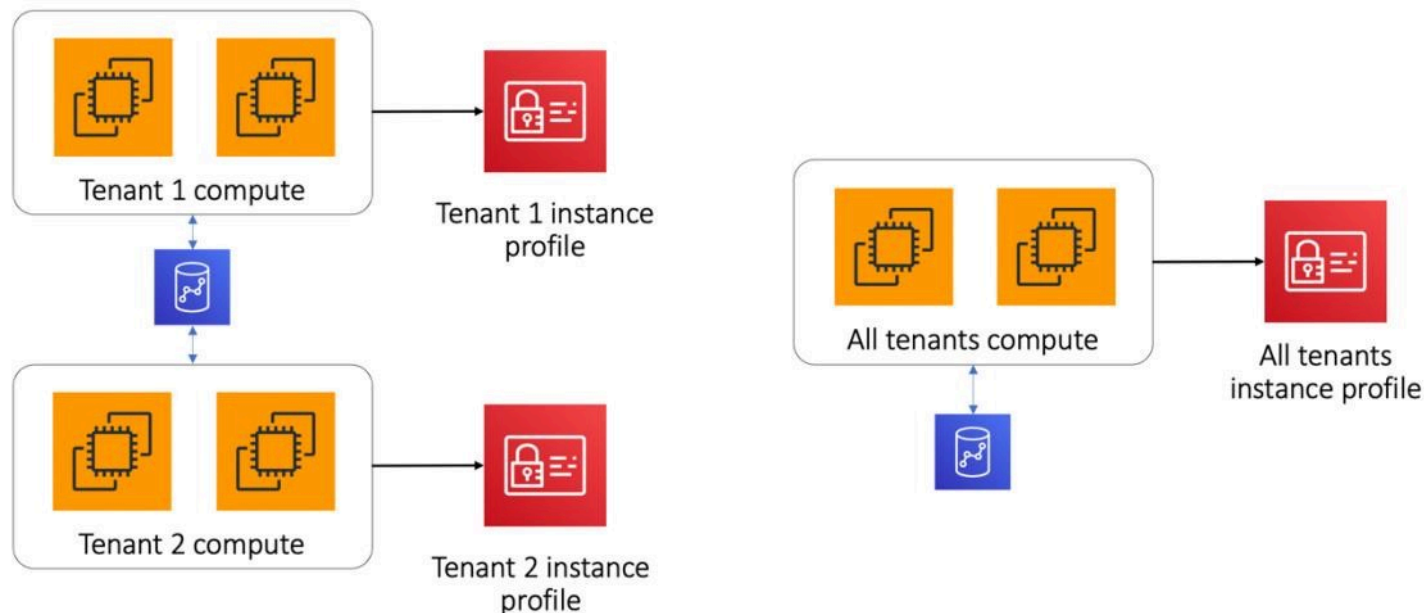 Tenant 1 compute
Tenant 1 instance
profile
Tenant 2 compute
Tenant 2 instance
profile
All tenants compute
All tenants
instance profile